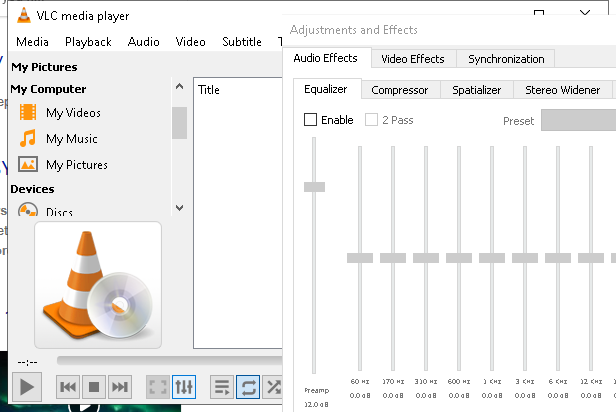 VLC media player
Media Playback Audio Video Subtitle
My Pictures
My Computer
My Videos
My Music
My Pictures
Devices
Discs
Title
--:--
Adjustments and Effects
Audio Effects Video Effects Synchronization
Equalizer Compressor Spatializer Stereo Widener
Enable 2 Pass Preset
Preamp
12.0 dB
60 Hz 170 Hz 310 Hz 600 Hz 1 KHz 3 KHz 6 KHz 12 KHz
0.0 dB 0.0 dB 0.0 dB 0.0 dB 0.0 dB 0.0 dB 0.0 dB 0.0 dB